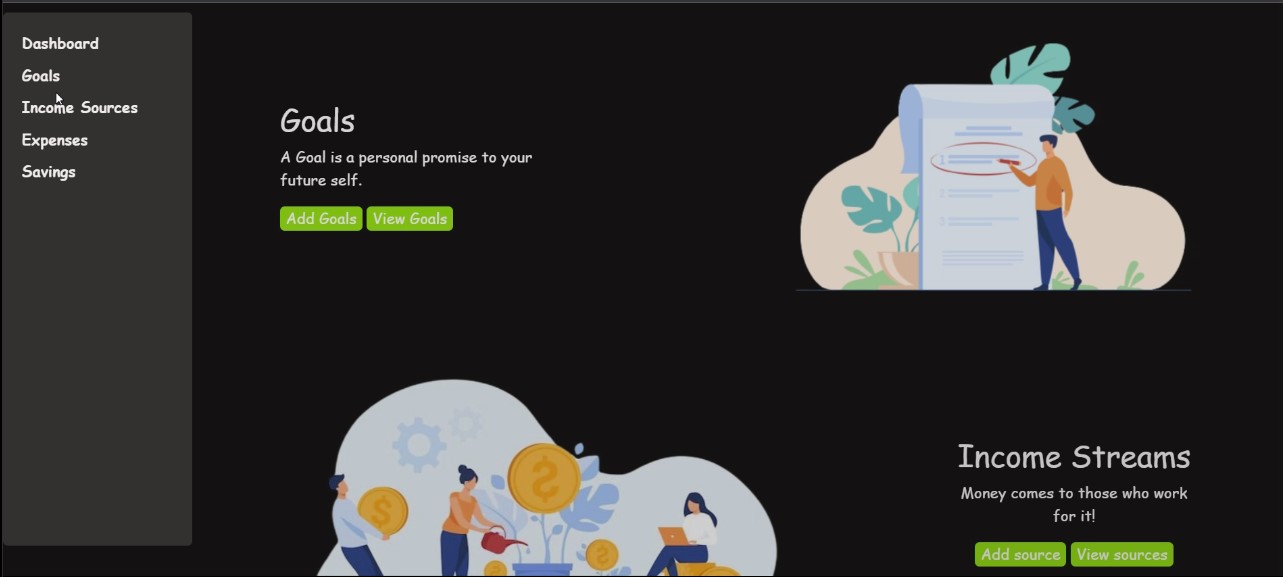 Dashboard
Goals
Income Sources
Expenses
Savings
Goals
A Goal is a personal promise to your
future self.
Add Goals View Goals
Income Streams
Money comes to those who work
for it!
Add source View sources